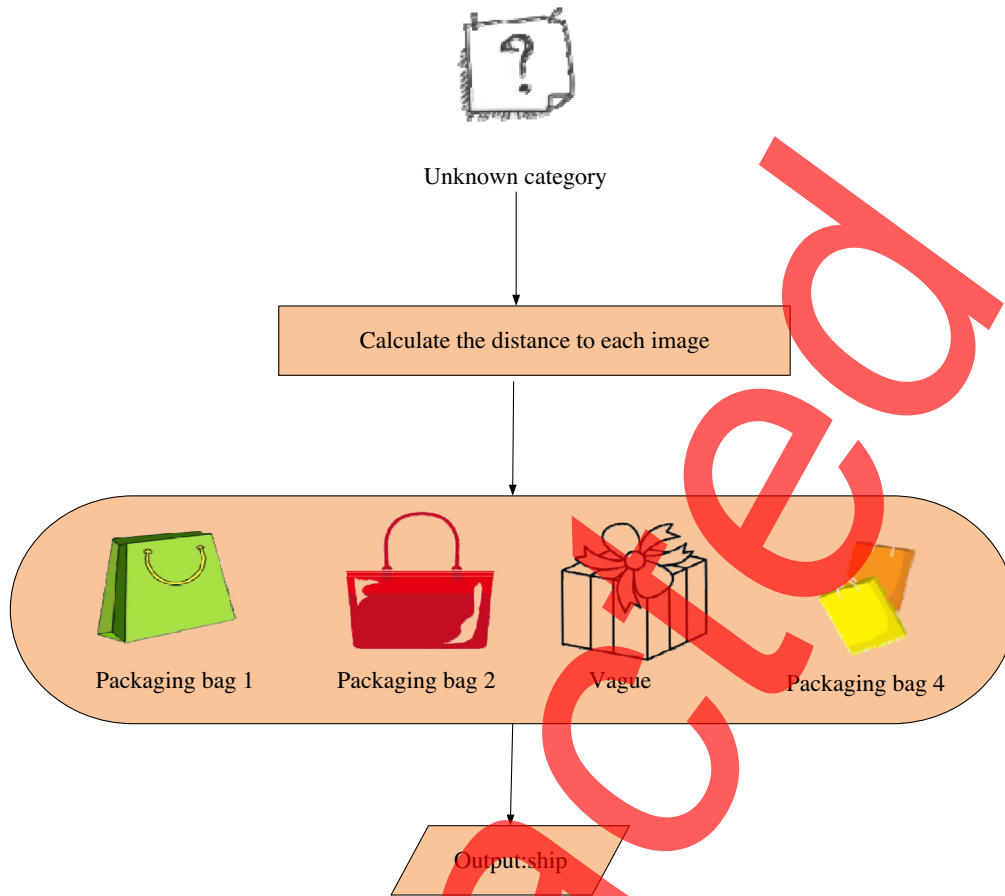 ?
Unknown category
Calculate the distance to each image
Packaging bag 1
Packaging bag 2
Vague
Packaging bag 4
Output:ship
acted